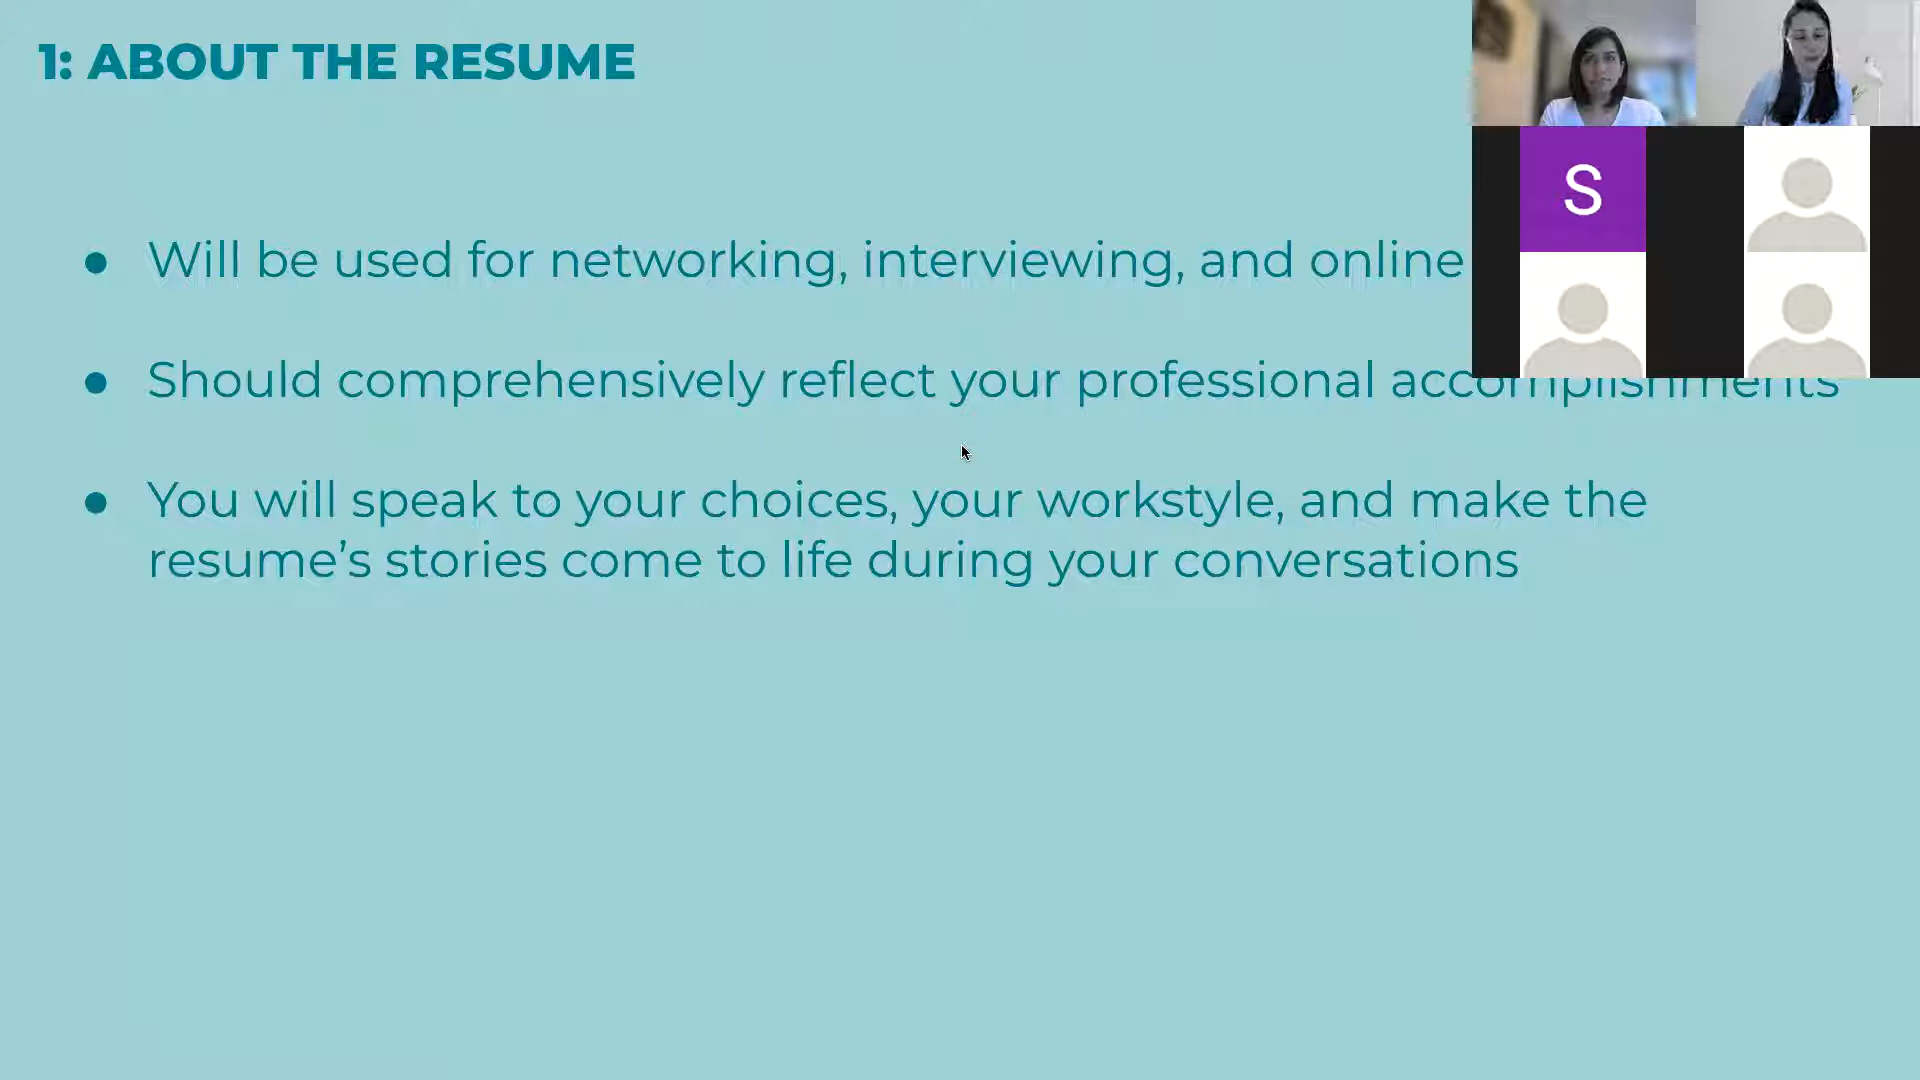 1: ABOUT THE RESUME
S
● Will be used for networking, interviewing, and online
● Should comprehensively reflect your professional accomplishments
● You will speak to your choices, your workstyle, and make the
resume’s stories come to life during your conversations